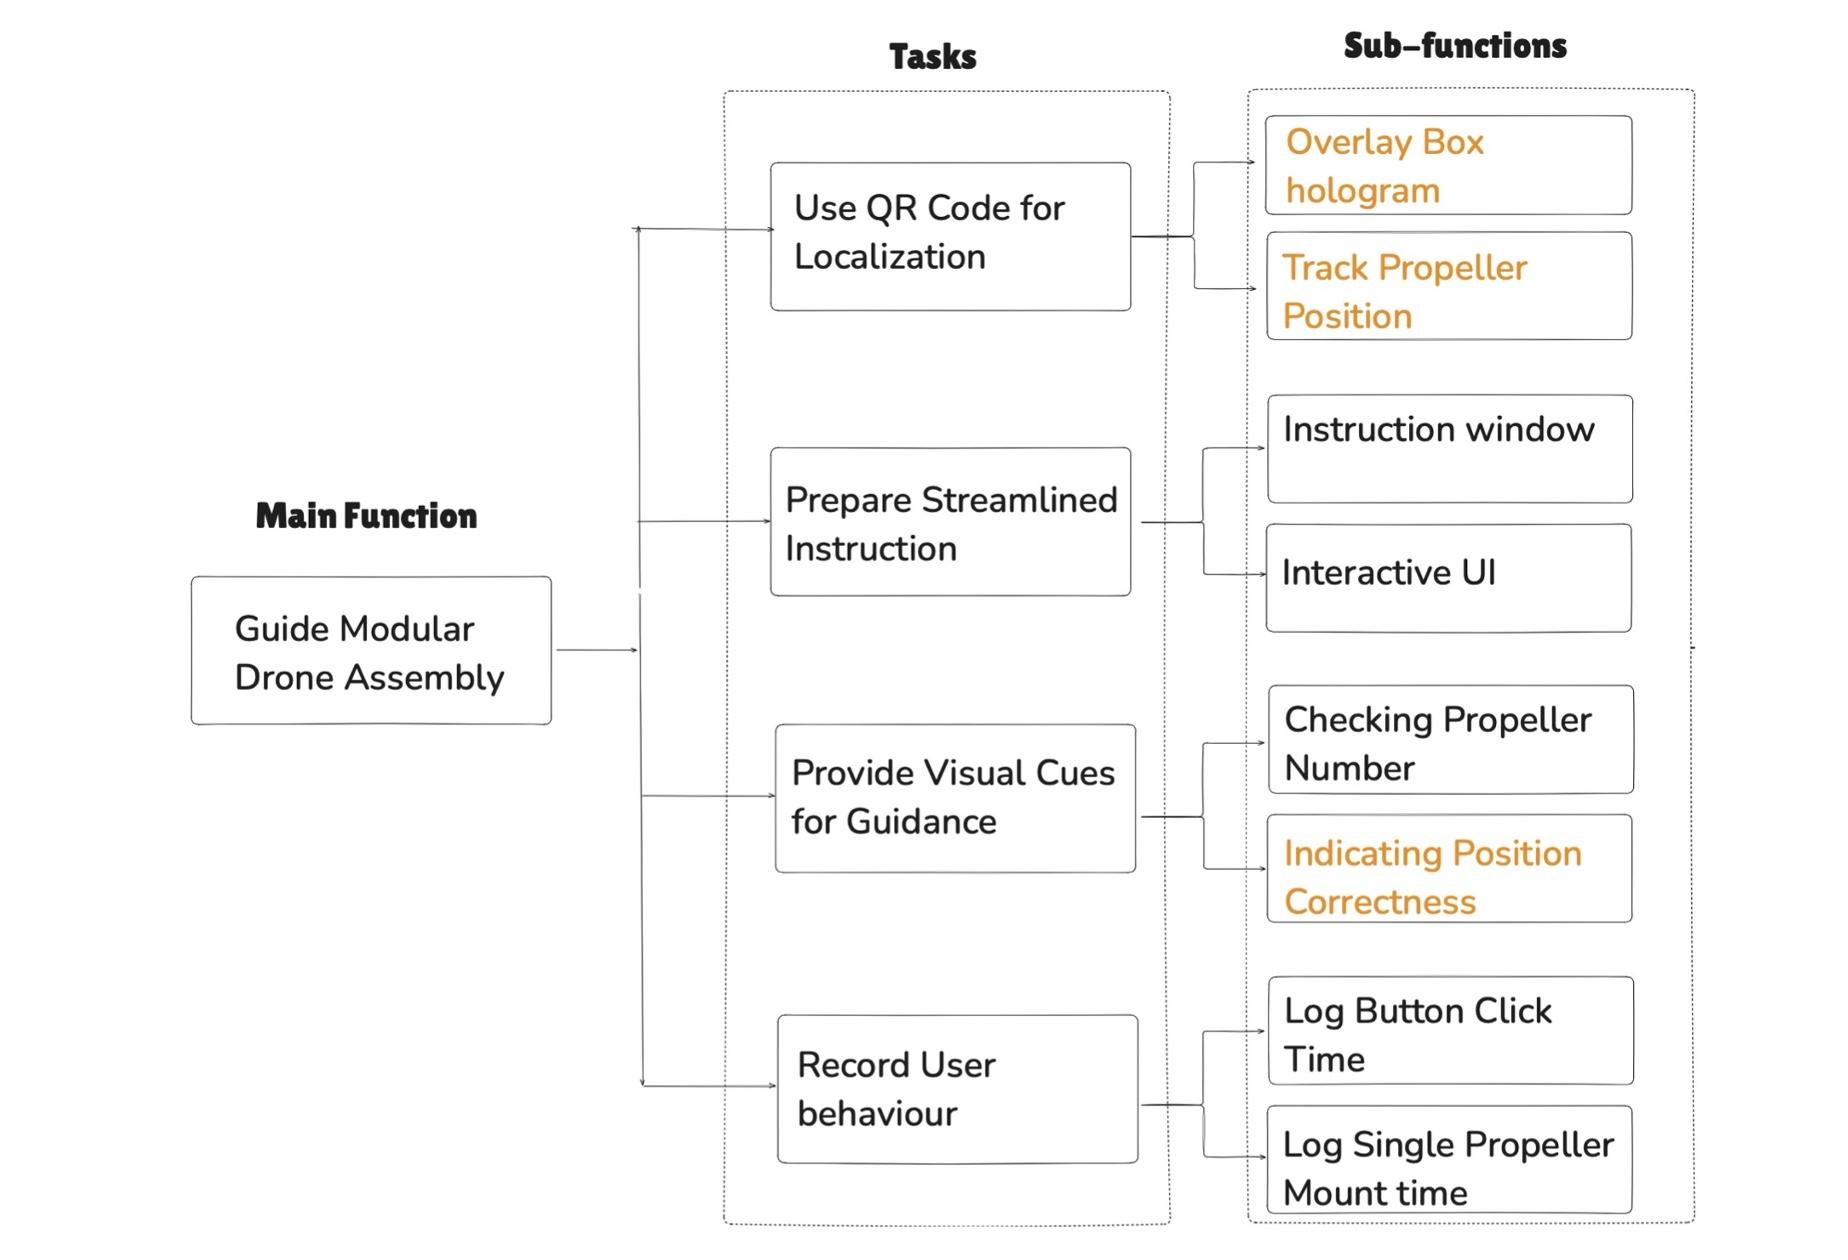 Tasks
Sub-functions
Main Function
Guide Modular
Drone Assembly
Use QR Code for
Localization
Overlay Box
hologram
Track Propeller
Position
Prepare Streamlined
Instruction
Instruction window
Interactive UI
Provide Visual Cues
for Guidance
Checking Propeller
Number
Indicating Position
Correctness
Record User
behaviour
Log Button Click
Time
Log Single Propeller
Mount time